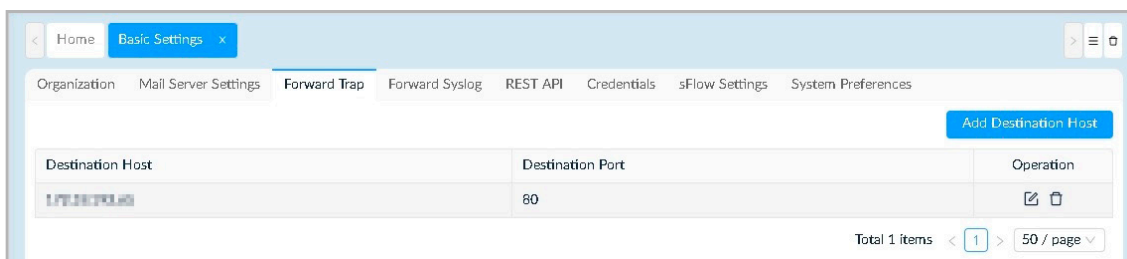 Home Basic Settings ×
Organization Mail Server Settings Forward Trap Forward Syslog REST API Credentials sFlow Settings System Preferences
Add Destination Host
Destination Host Destination Port Operation
80
Total 1 items < 1 > 50 / page